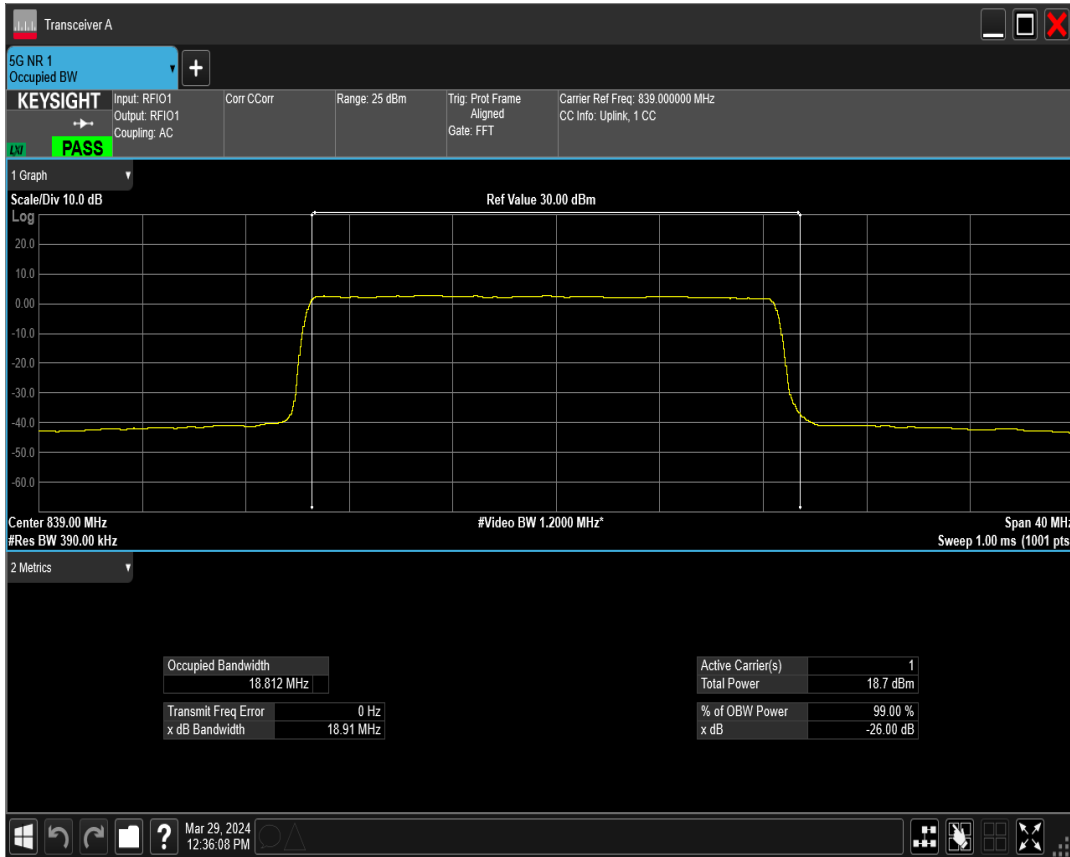 Transceiver A
5G NR 1
Occupied BW
+
KEYSIGHT
LXI
PASS
Input: RFIO1
Output: RFIO1
Coupling: AC
Corr CCorr
Range: 25 dBm
Trig: Prot Frame
Aligned
Gate: FFT
Carrier Ref Freq: 839.000000 MHz
CC Info: Uplink, 1 CC
1 Graph
Scale/Div 10.0 dB
Ref Value 30.00 dBm
Log
20.0
10.0
0.00
-10.0
-20.0
-30.0
-40.0
-50.0
-60.0
Center 839.00 MHz
#Video BW 1.2000 MHz*
Span 40 MHz
#Res BW 390.00 kHz
Sweep 1.00 ms (1001 pts
2 Metrics
Occupied Bandwidth
18.812 MHz
Transmit Freq Error 0 Hz
x dB Bandwidth 18.91 MHz
Active Carrier(s) 1
Total Power 18.7 dBm
% of OBW Power 99.00 %
x dB -26.00 dB
?
Mar 29, 2024
12:36:08 PM